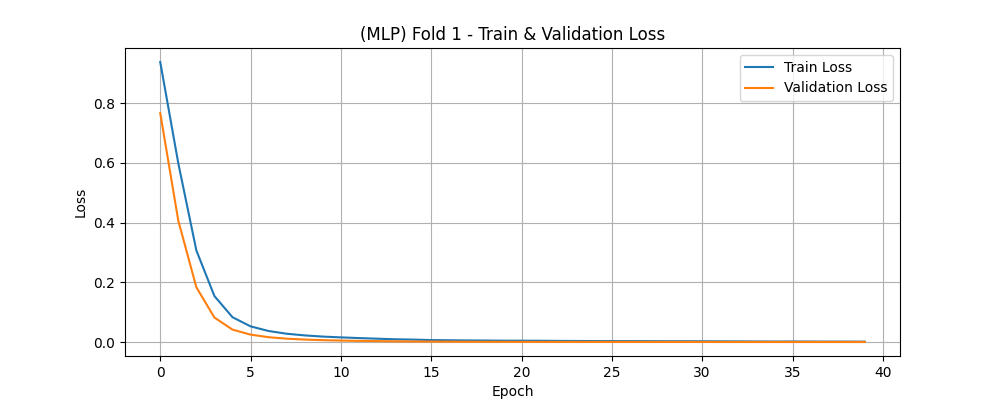 (MLP) Fold 1 - Train & Validation Loss
Train Loss
Validation Loss
Loss
0.8
0.6
0.4
0.2
0.0
0 5 10 15 20 25 30 35 40
Epoch